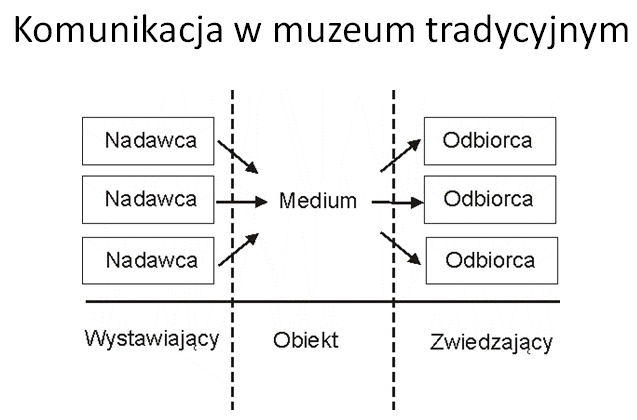 Komunikacja w muzeum tradycyjnym
Nadawca
Odbiorca
Nadawca
Medium
Odbiorca
Nadawca
Odbiorca
Wystawiający
Obiekt
Zwiedzający